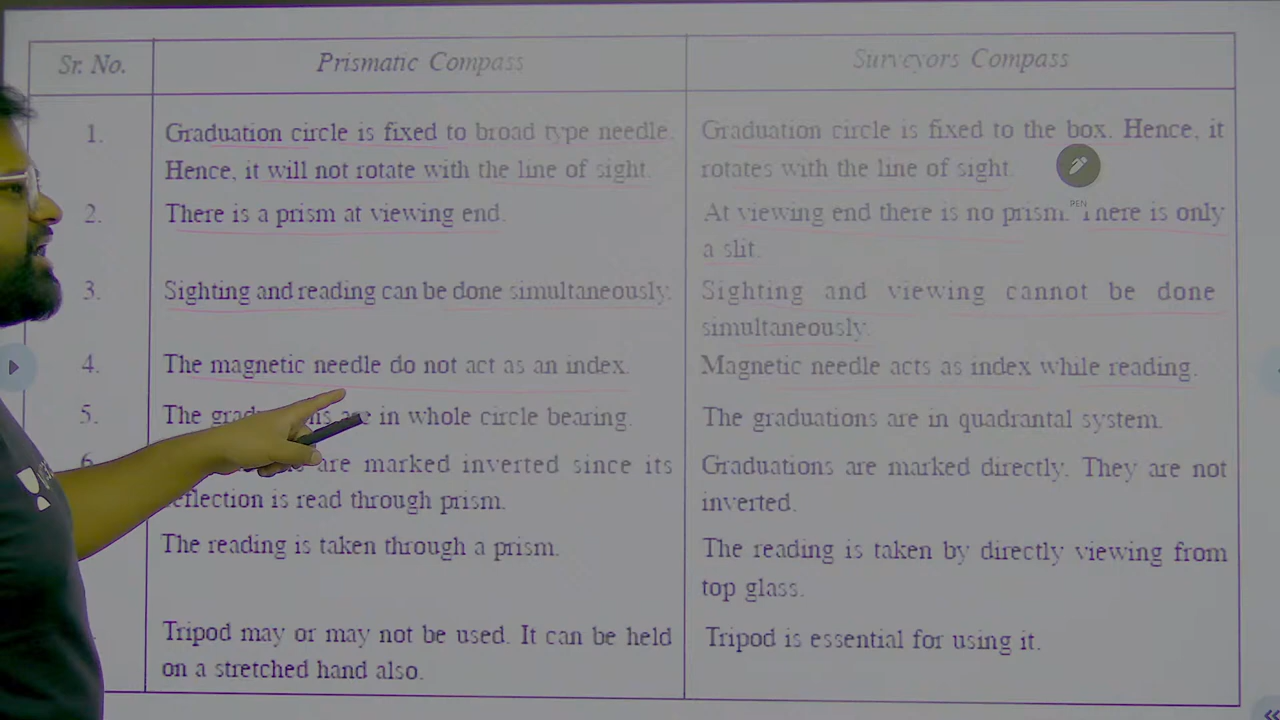 Sr. No. Prismatic Compass Surveyors Compass
1. Graduation circle is fixed to broad type needle. Graduation circle is fixed to the box. Hence, it
Hence, it will not rotate with the line of sight. rotates with the line of sight.
PEN
2. There is a prism at viewing end. At viewing end there is no prism. There is only
a slit.
3. Sighting and reading can be done simultaneously. Sighting and viewing cannot be done
simultaneously.
4. The magnetic needle do not act as an index. Magnetic needle acts as index while reading.
5. The are in whole circle bearing. The graduations are in quadrantal system.
are marked inverted since its Graduations are marked directly. They are not
reflection is read through prism. inverted.
The reading is taken through a prism. The reading is taken by directly viewing from
top glass.
Tripod may or may not be used. It can be held Tripod is essential for using it.
on a stretched hand also.